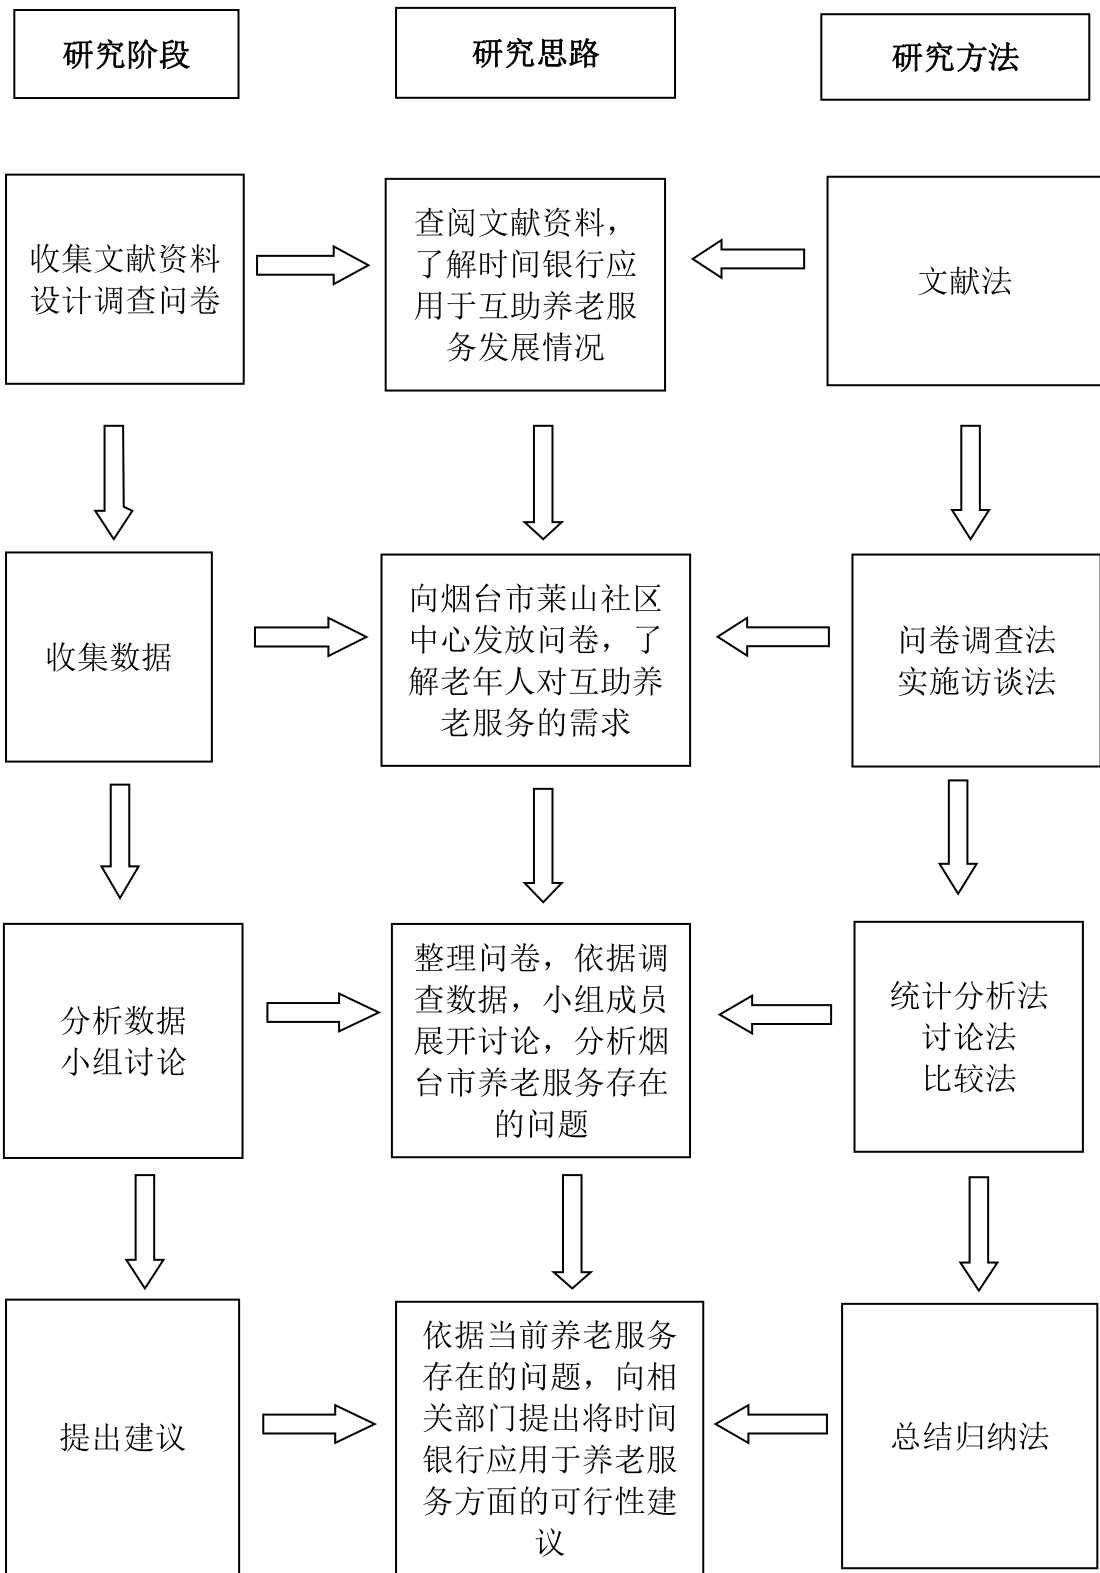 研究阶段
研究思路
研究方法
收集文献资料
设计调查问卷
查阅文献资料，
了解时间银行应
用于互助养老服
务发展情况
文献法
收集数据
向烟台市莱山社区
中心发放问卷，了
解老年人对互助养
老服务的需求
问卷调查法
实施访谈法
分析数据
小组讨论
整理问卷，依据调
查数据，小组成员
展开讨论，分析烟
台市养老服务存在
的问题
统计分析法
讨论法
比较法
提出建议
依据当前养老服务
存在的问题，向相
关部门提出将时间
银行应用于养老服
务方面的可行性建
议
总结归纳法